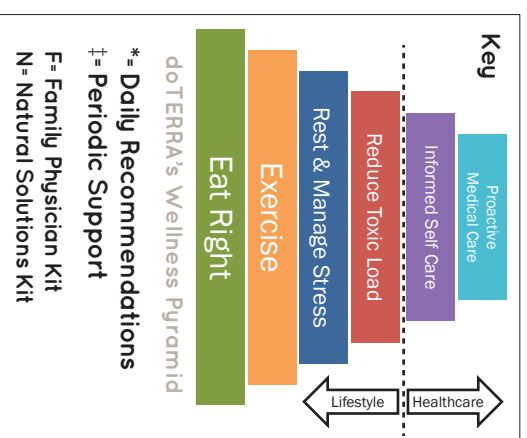 Key
Proactive
Medical Care
Informed Self Care
Reduce Toxic Load
Rest & Manage Stress
Exercise
Eat Right
Healthcare
Lifestyle
doTERRA's Wellness Pyramid
*= Daily Recommendations
‡= Periodic Support
F= Family Physician Kit
N= Natural Solutions Kit